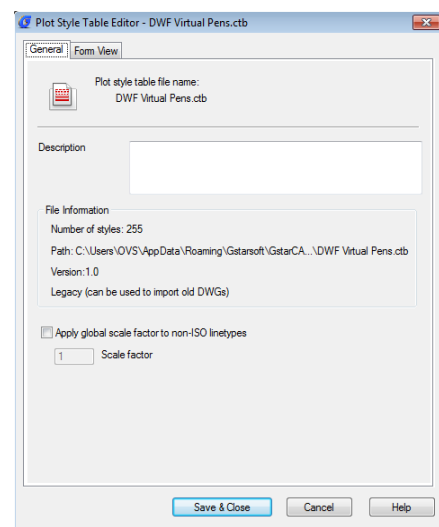 Plot Style Table Editor - DWF Virtual Pens.ctb
General Form View
Plot style table file name:
DWF Virtual Pens.ctb
Description
File Information
Number of styles: 255
Path: C:\Users\OVS\AppData\Roaming\Gstarsoft\GstarCA...\DWF Virtual Pens.ctb
Version:1.0
Legacy (can be used to import old DWGs)
Apply global scale factor to non-ISO linetypes
1 Scale factor
Save & Close Cancel Help